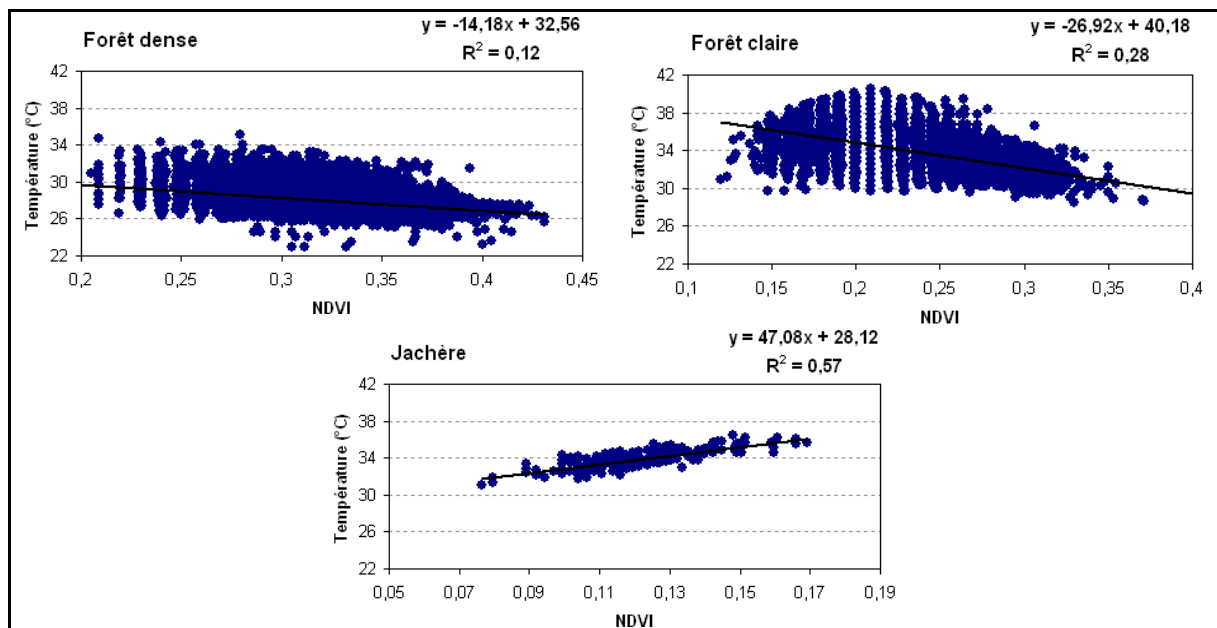 Forêt dense
y = -14,18x + 32,56
R² = 0,12
Température (°C)
42
38
34
30
26
22
0,2 0,25 0,3 0,35 0,4 0,45
NDVI
Forêt claire
y = -26,92x + 40,18
R² = 0,28
Température (°C)
42
38
34
30
26
22
0,1 0,15 0,2 0,25 0,3 0,35 0,4
NDVI
Jachère
y = 47,08x + 28,12
R² = 0,57
Température (°C)
42
38
34
30
26
22
0,05 0,07 0,09 0,11 0,13 0,15 0,17 0,19
NDVI